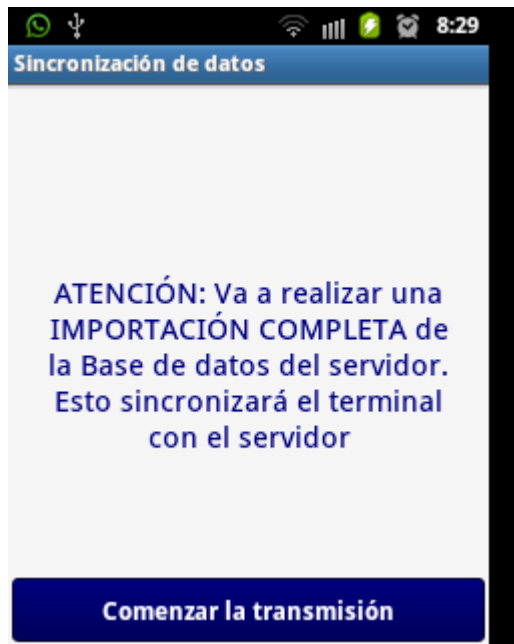 8:29
Sincronización de datos
ATENCIÓN: Va a realizar una
IMPORTACIÓN COMPLETA de
la Base de datos del servidor.
Esto sincronizará el terminal
con el servidor
Comenzar la transmisión